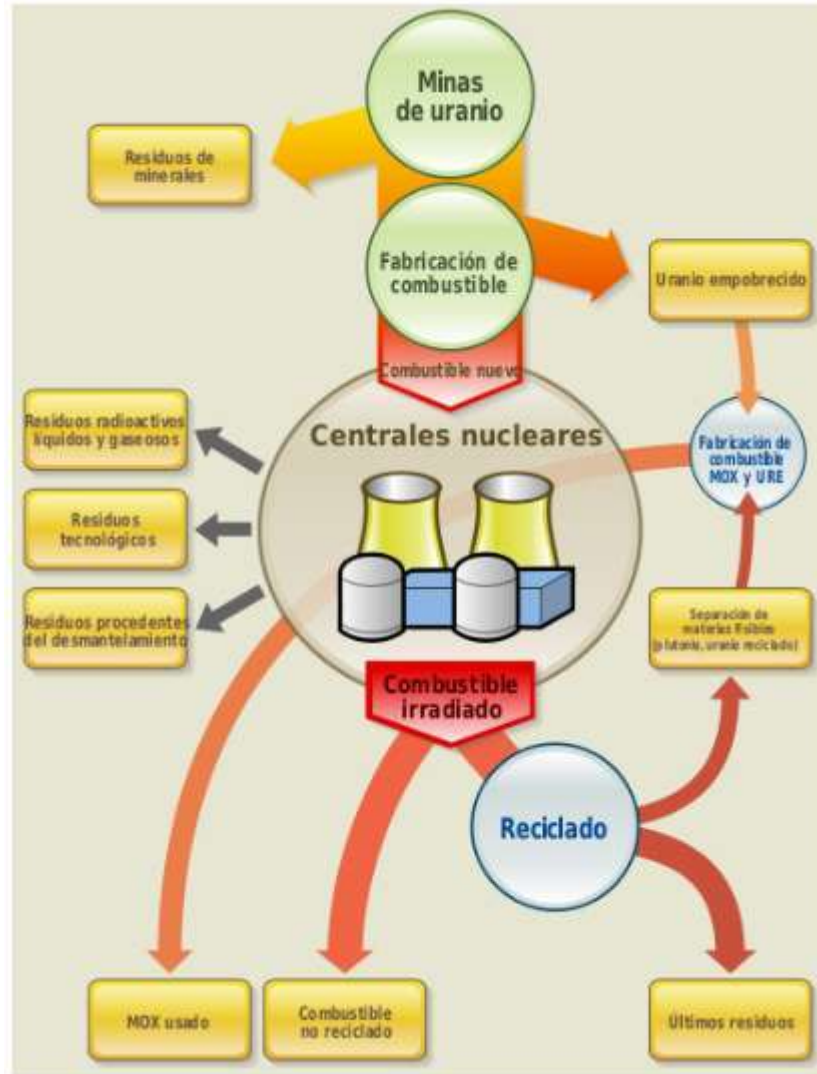 Minas
de uranio
Residuos de
minerales
Fabricación de
combustible
Uranio empobrecido
Combustible nuevo
Residuos radioactivos
líquidos y gaseosos
Centrales nucleares
Fabricación de
combustible
MOX y URE
Residuos
tecnológicos
Residuos procedentes
del desmantelamiento
Separación de
materias Fisibles
(plutonio, uranio reciclado)
Combustible
irradiado
Reciclado
MOX usado
Combustible
no reciclado
Últimos residuos